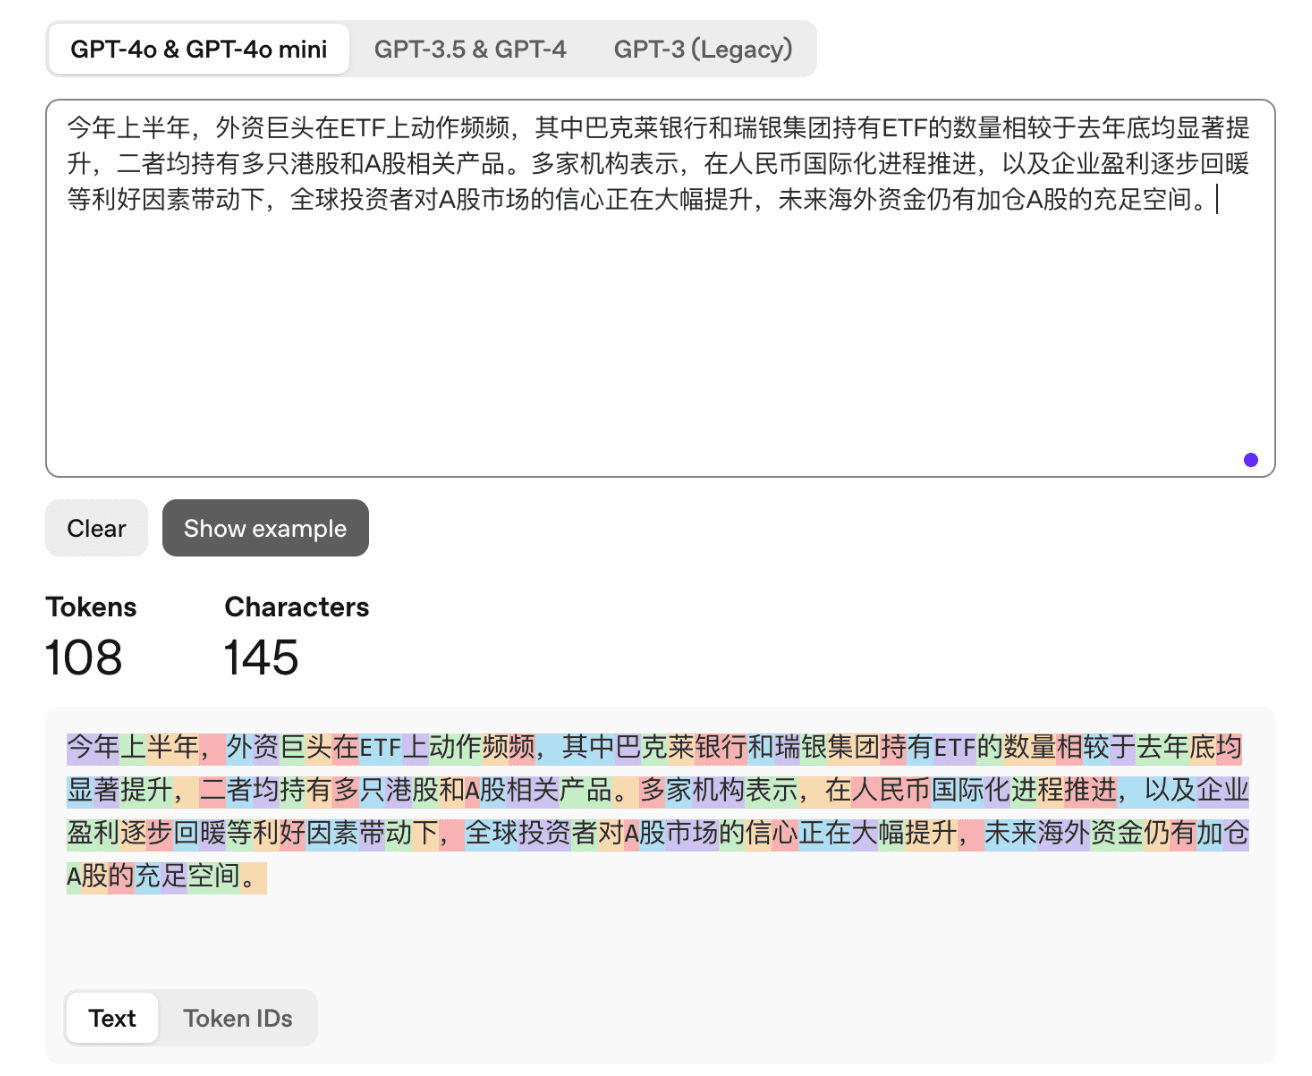 GPT-4o & GPT-4o mini GPT-3.5 & GPT-4 GPT-3 (Legacy)
今年上半年，外资巨头在ETF上动作频频，其中巴克莱银行和瑞银集团持有ETF的数量相较于去年底均显著提
升，二者均持有多只港股和A股相关产品。多家机构表示，在人民币国际化进程推进，以及企业盈利逐步回暖
等利好因素带动下，全球投资者对A股市场的信心正在大幅提升，未来海外资金仍有加仓A股的充足空间。
Clear Show example
Tokens Characters
108 145
今年上半年，外资巨头在ETF上动作频频，其中巴克莱银行和瑞银集团持有ETF的数量相较于去年底均
显著提升，二者均持有多只港股和A股相关产品。多家机构表示，在人民币国际化进程推进，以及企业
盈利逐步回暖等利好因素带动下，全球投资者对A股市场的信心正在大幅提升，未来海外资金仍有加仓
A股的充足空间。
Text Token IDs